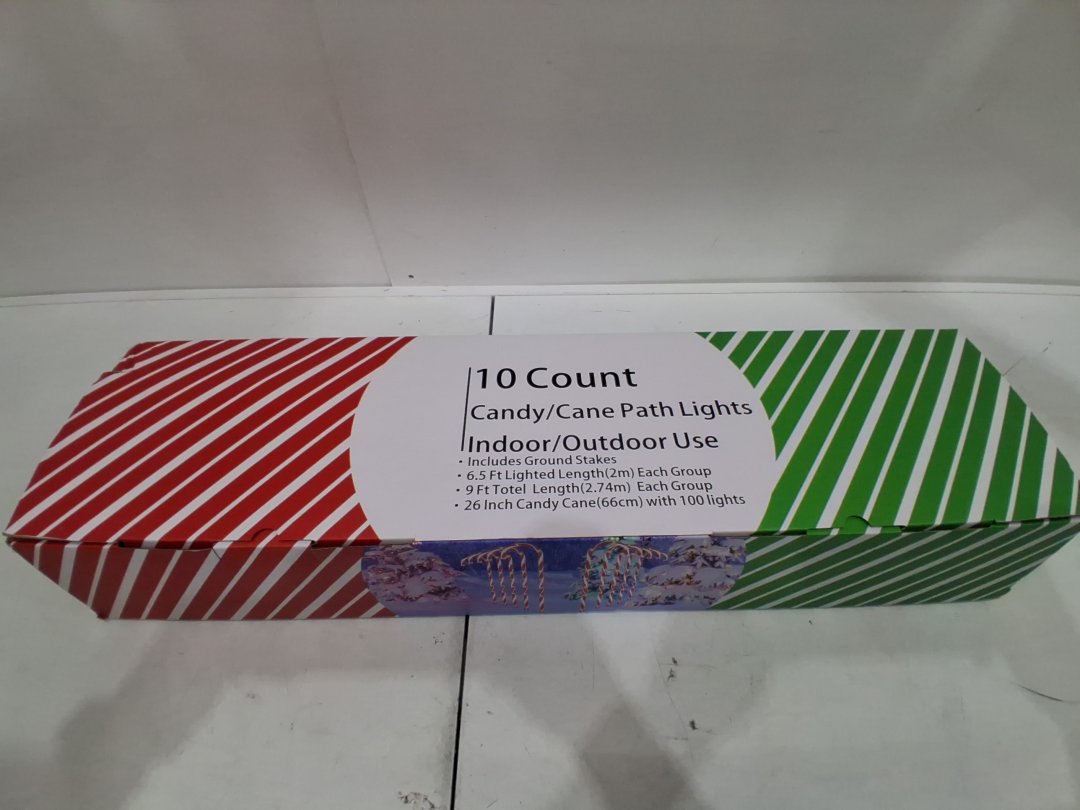 10 Count
Candy/Cane Path Lights
Indoor/Outdoor Use
· Includes Ground Stakes
· 6.5 Ft Lighted Length(2m) Each Group
· 9 Ft Totel Length(2.74m) Each Group
· 26 Inch Candy Cane(66cm) with 100 lights